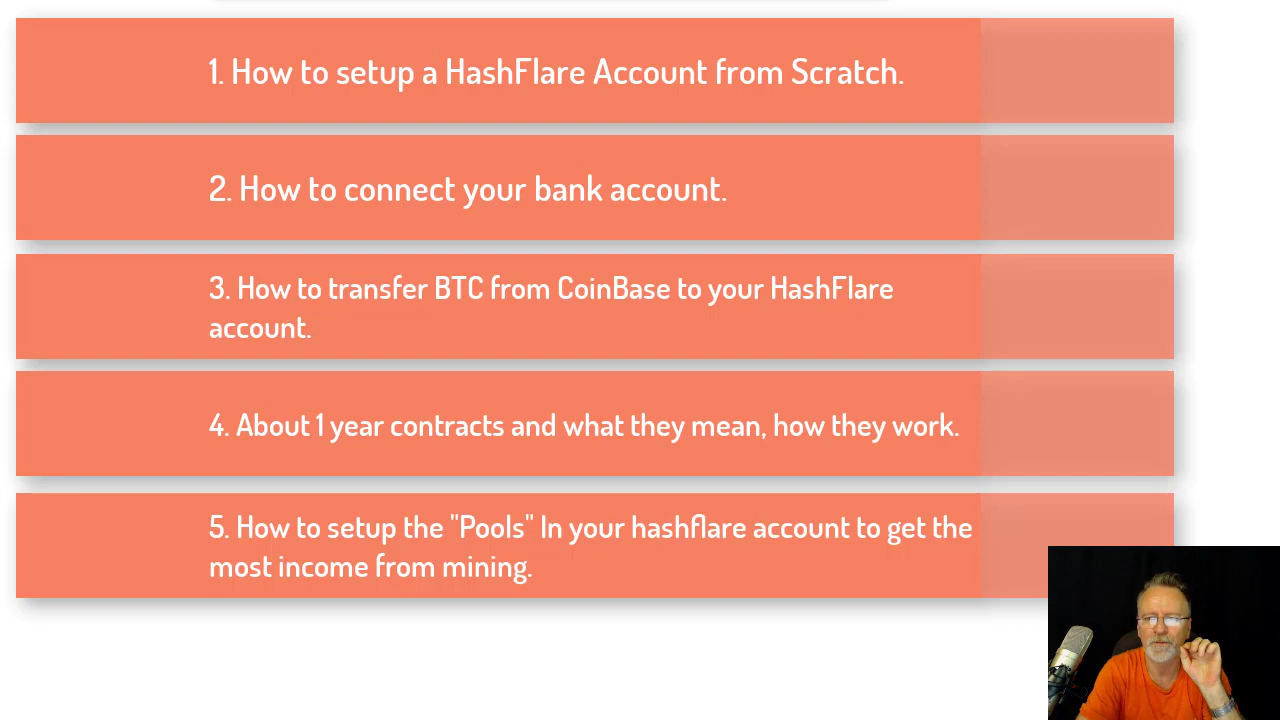 1. How to setup a HashFlare Account from Scratch.
2. How to connect your bank account.
3. How to transfer BTC from CoinBase to your HashFlare
account.
4. About 1 year contracts and what they mean, how they work.
5. How to setup the "Pools" In your hashflare account to get the
most income from mining.